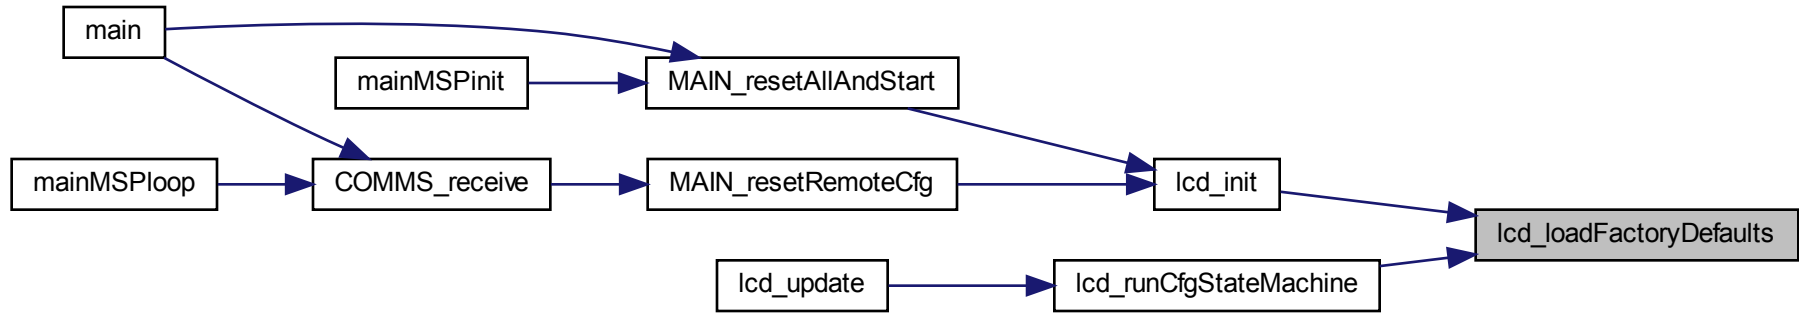 main
mainMSPinit
MAIN_resetAllAndStart
mainMSPloop
COMMS_receive
MAIN_resetRemoteCfg
lcd_init
lcd_loadFactoryDefaults
lcd_update
lcd_runCfgStateMachine